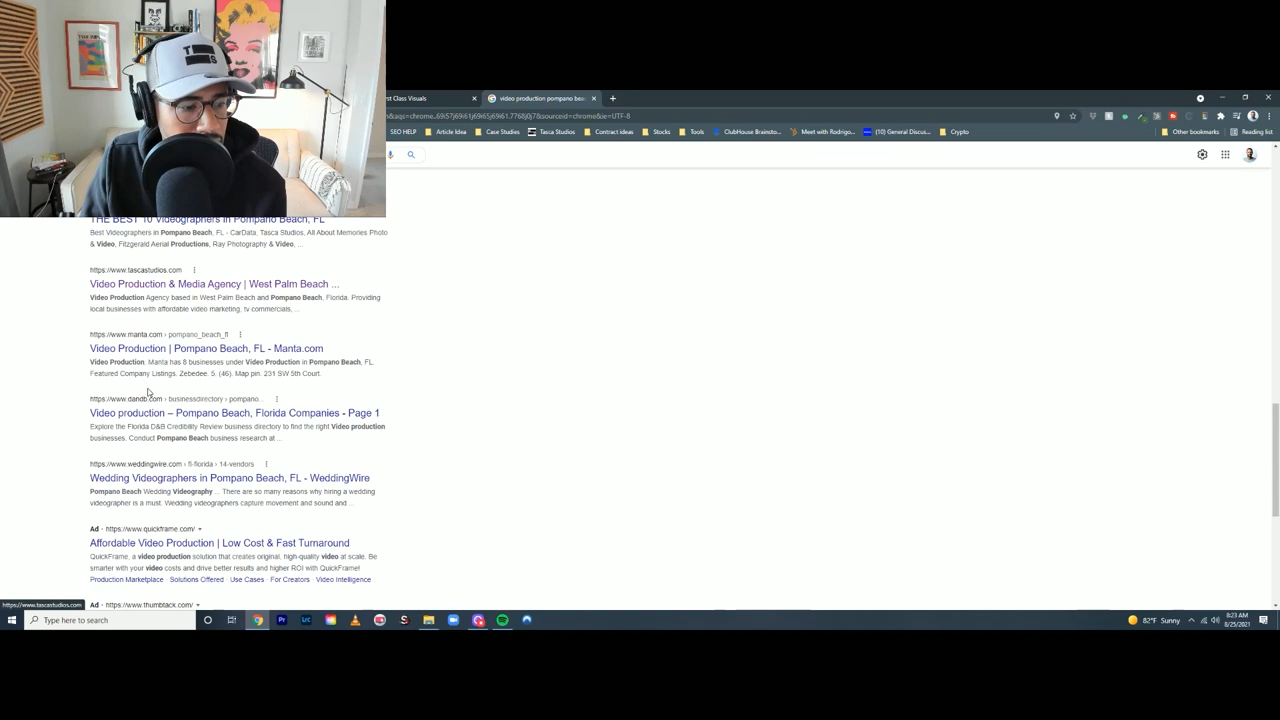 rst Class Visuals
video production pompano bea
SEO HELP
Article Idea
Case Studies
Tasca Studios
Content ideas
Stocks
Tools
ClubHouse Brainsto...
Meet with Rodrigo...
(10) General Discus...
Crypto
Other bookmarks
Reading list
THE BEST 10 Videographers in Pompano Beach, FL
Best Videographers in Pompano Beach, FL - CarData, Tasca Studios, All About Memories Photo
& Video, Fitzgerald Aerial Productions, Ray Photography & Video, ...
https://www.tascastudios.com
Video Production & Media Agency | West Palm Beach ...
Video Production Agency based in West Palm Beach and Pompano Beach, Florida. Providing
local businesses with affordable video marketing, tv commercials, ...
https://www.manta.com › pompano_beach_fl
Video Production | Pompano Beach, FL - Manta.com
Video Production. Manta has 8 businesses under Video Production in Pompano Beach, FL.
Featured Company Listings. Zebedee. 5. (46). Map pin. 231 SW 5th Court.
https://www.dandb.com › businessdirectory › pompano...
Video production – Pompano Beach, Florida Companies - Page 1
Explore the Florida D&B Credibility Review business directory to find the right Video production
businesses. Conduct Pompano Beach business research at ...
https://www.weddingwire.com › fl-florida › 14-vendors
Wedding Videographers in Pompano Beach, FL - WeddingWire
Pompano Beach Wedding Videography ... There are so many reasons why hiring a wedding
videographer is a must. Wedding videographers capture movement and sound and ...
Ad · https://www.quickframe.com/
Affordable Video Production | Low Cost & Fast Turnaround
QuickFrame, a video production solution that creates original, high-quality video at scale. Be
smarter with your video costs and drive better results and higher ROI with QuickFrame!
Production Marketplace · Solutions Offered · Use Cases · For Creators · Video Intelligence
https://www.tascastudios.com
Ad · https://www.thumbtack.com/
Type here to search
82°F Sunny
8:23 AM
8/25/2021